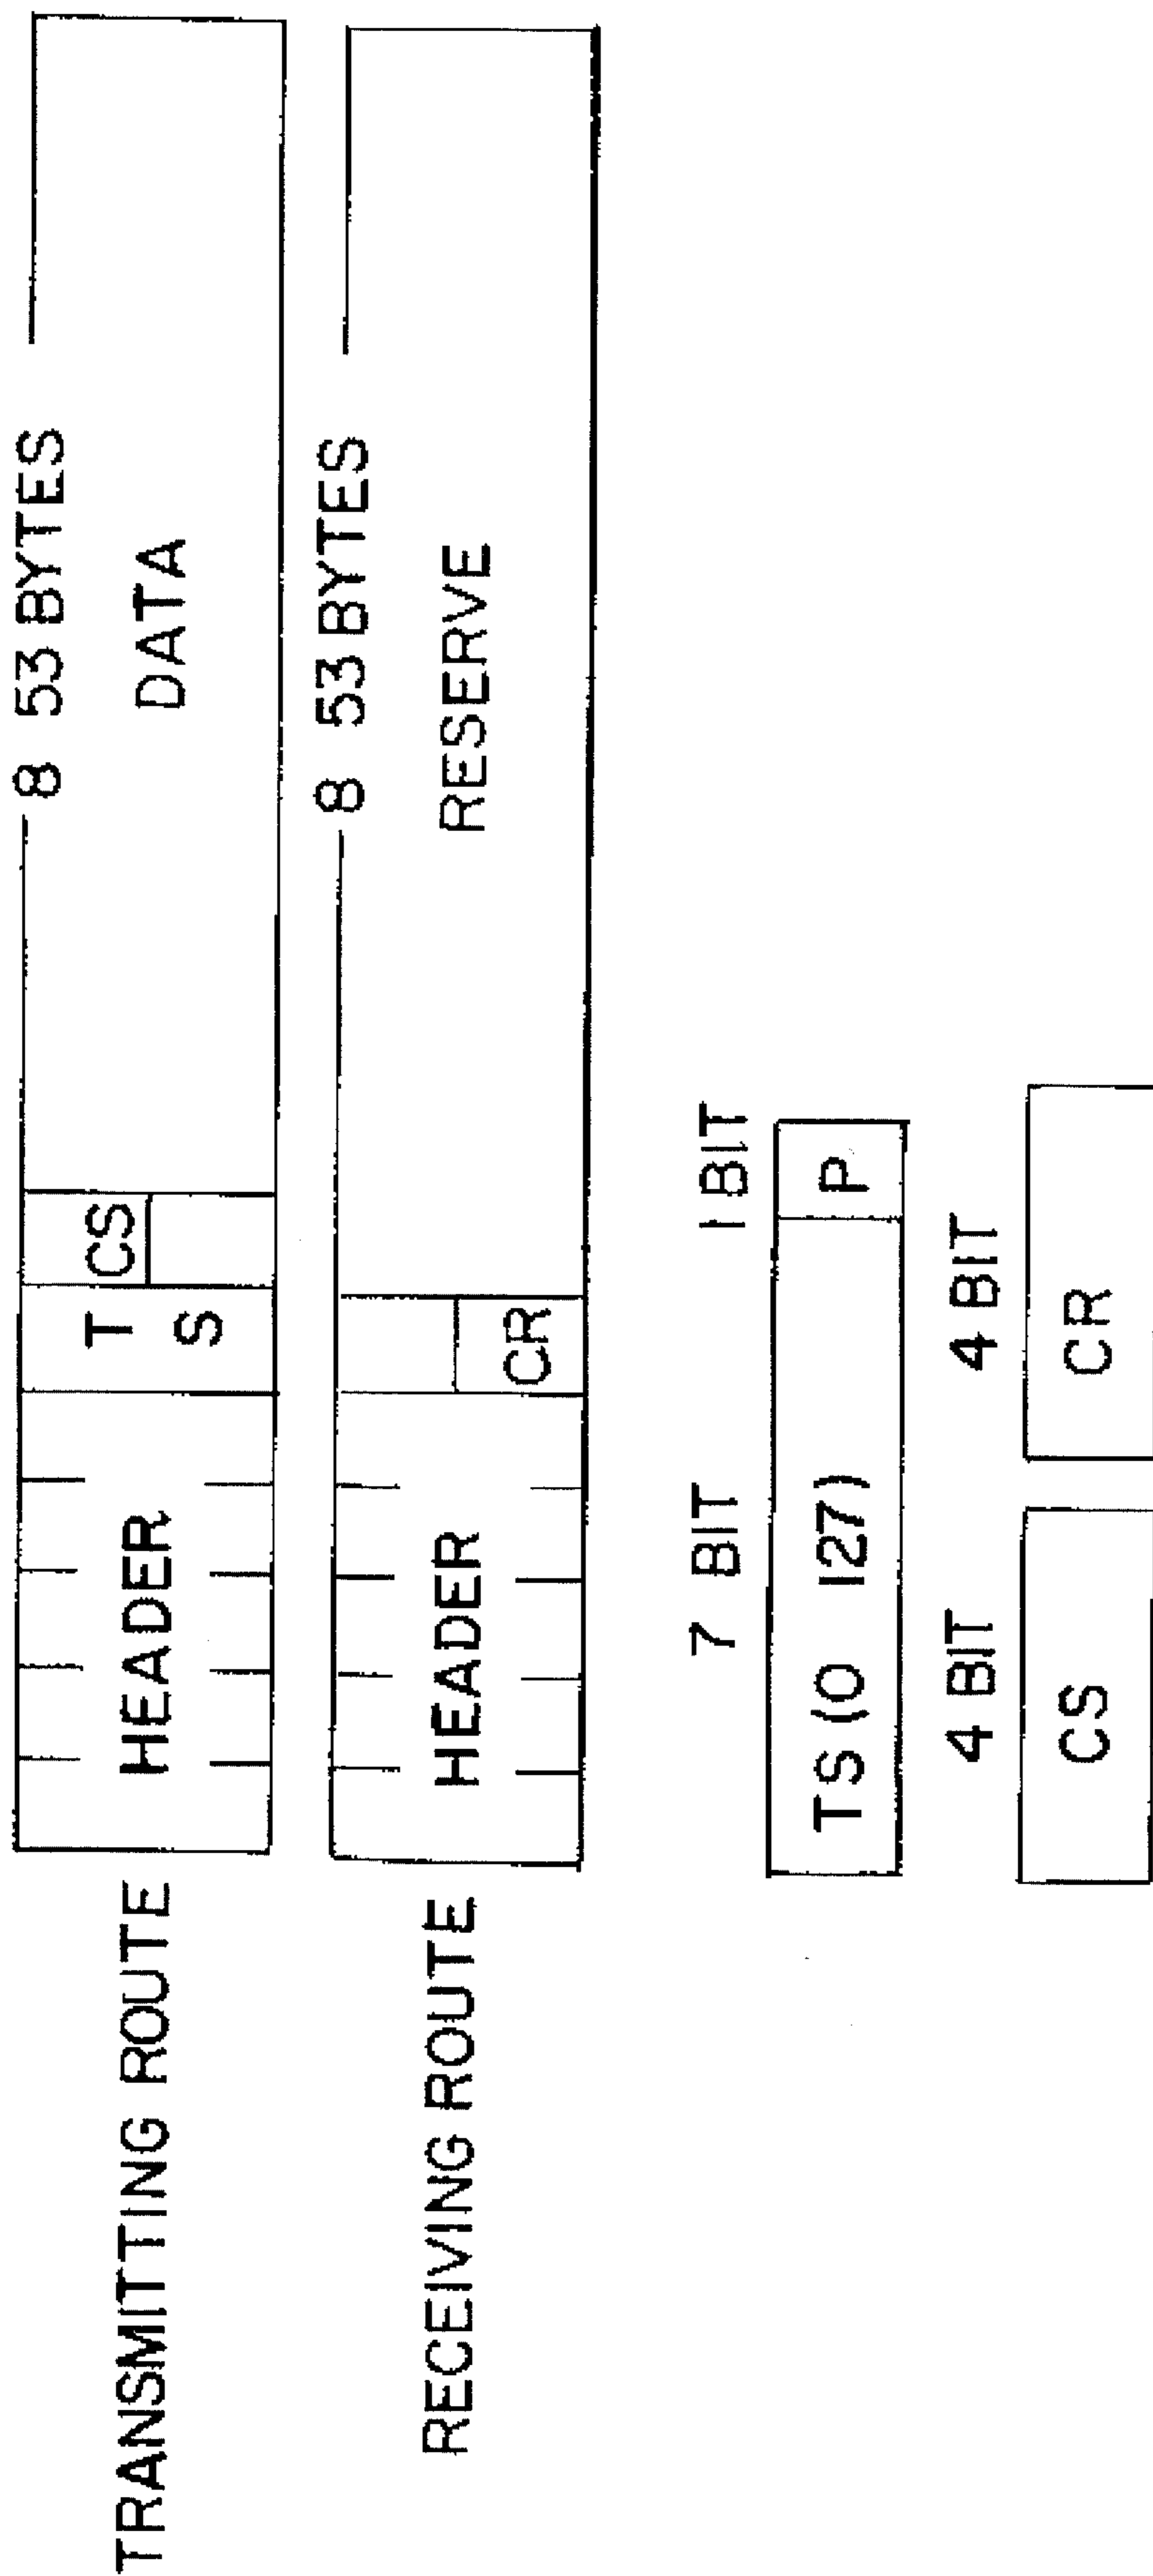 8 53 BYTES
TRANSMITTING ROUTE HEADER T S CS DATA
8 53 BYTES
RECEIVING ROUTE HEADER CR RESERVE
7 BIT 1 BIT
TS (0 127) P
4 BIT 4 BIT
CS CR